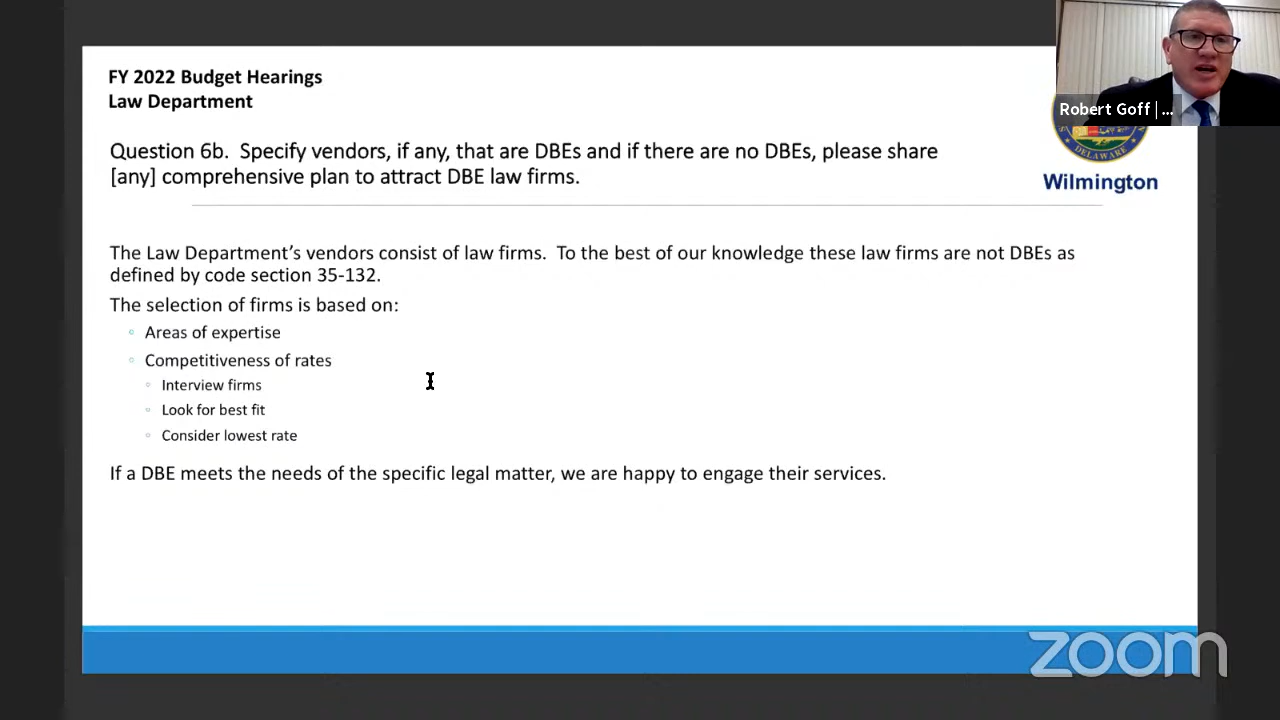 FY 2022 Budget Hearings
Law Department
Robert Goff | ...
Question 6b.  Specify vendors, if any, that are DBEs and if there are no DBEs, please share
[any] comprehensive plan to attract DBE law firms.
DELAWARE
Wilmington
The Law Department’s vendors consist of law firms.  To the best of our knowledge these law firms are not DBEs as
defined by code section 35-132.
The selection of firms is based on:
Areas of expertise
Competitiveness of rates
Interview firms
Look for best fit
Consider lowest rate
If a DBE meets the needs of the specific legal matter, we are happy to engage their services.
zoom